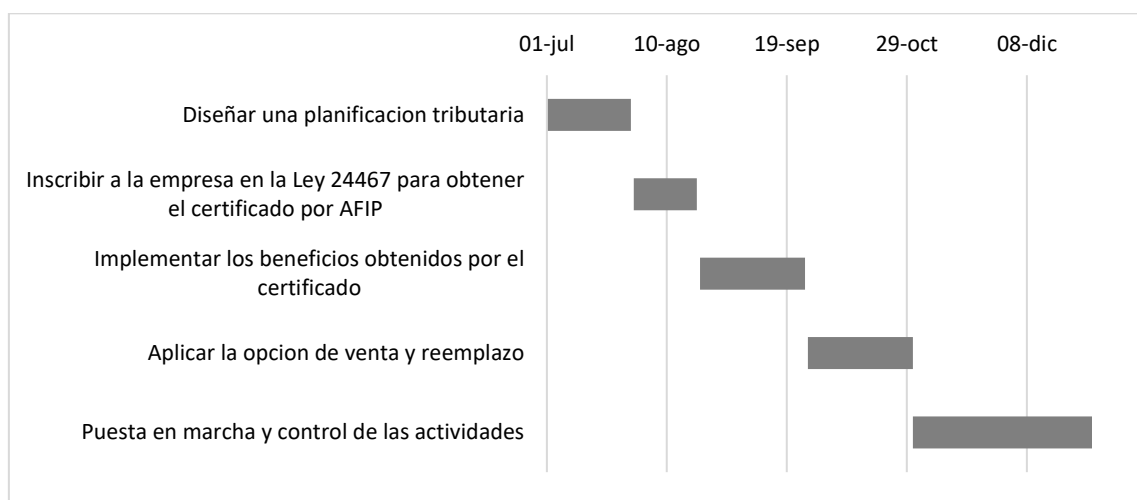 01-jul 10-ago 19-sep 29-oct 08-dic
Diseñar una planificacion tributaria
Inscribir a la empresa en la Ley 24467 para obtener
el certificado por AFIP
Implementar los beneficios obtenidos por el
certificado
Aplicar la opcion de venta y reemplazo
Puesta en marcha y control de las actividades